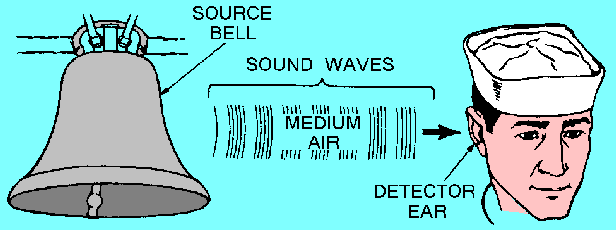 SOURCE
BELL
SOUND WAVES
MEDIUM
AIR
DETECTOR
EAR